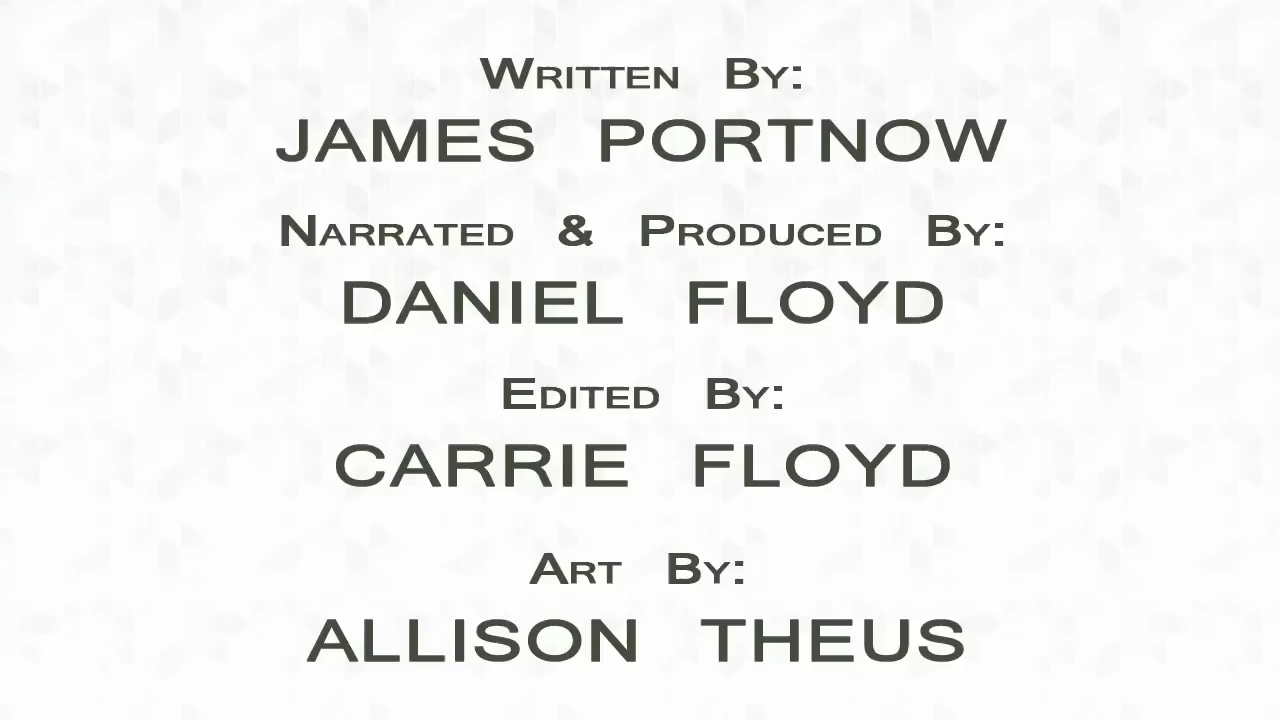 Written By:
JAMES PORTNOW
Narrated & Produced By:
DANIEL FLOYD
Edited By:
CARRIE FLOYD
Art By:
ALLISON THEUS